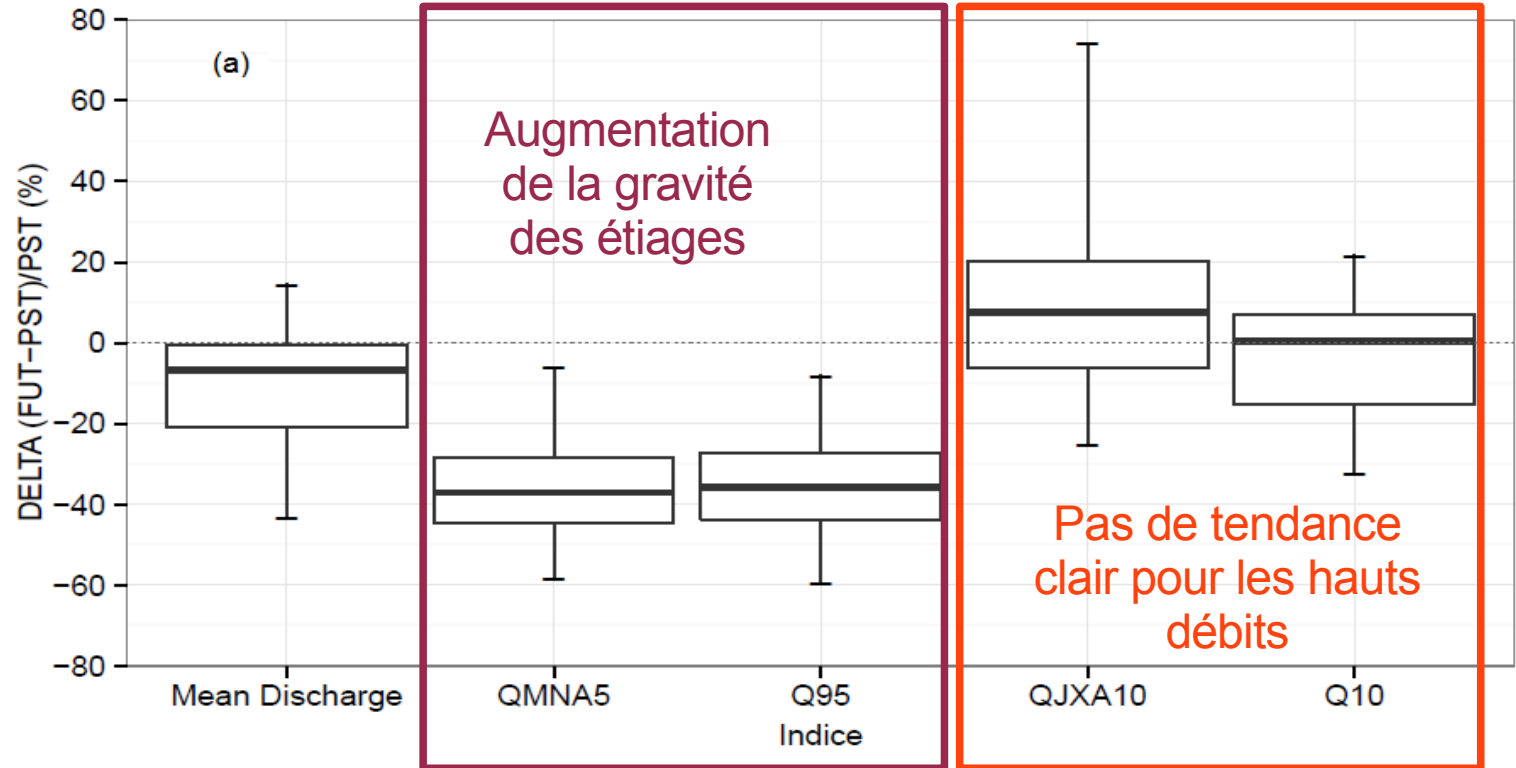 (a)
DELTA (FUT−PST)/PST (%)
80
60
40
20
0
−20
−40
−60
−80
Augmentation
de la gravité
des étiages
Pas de tendance
clair pour les hauts
débits
Mean Discharge
QMNA5
Q95
QJXA10
Q10
Indice